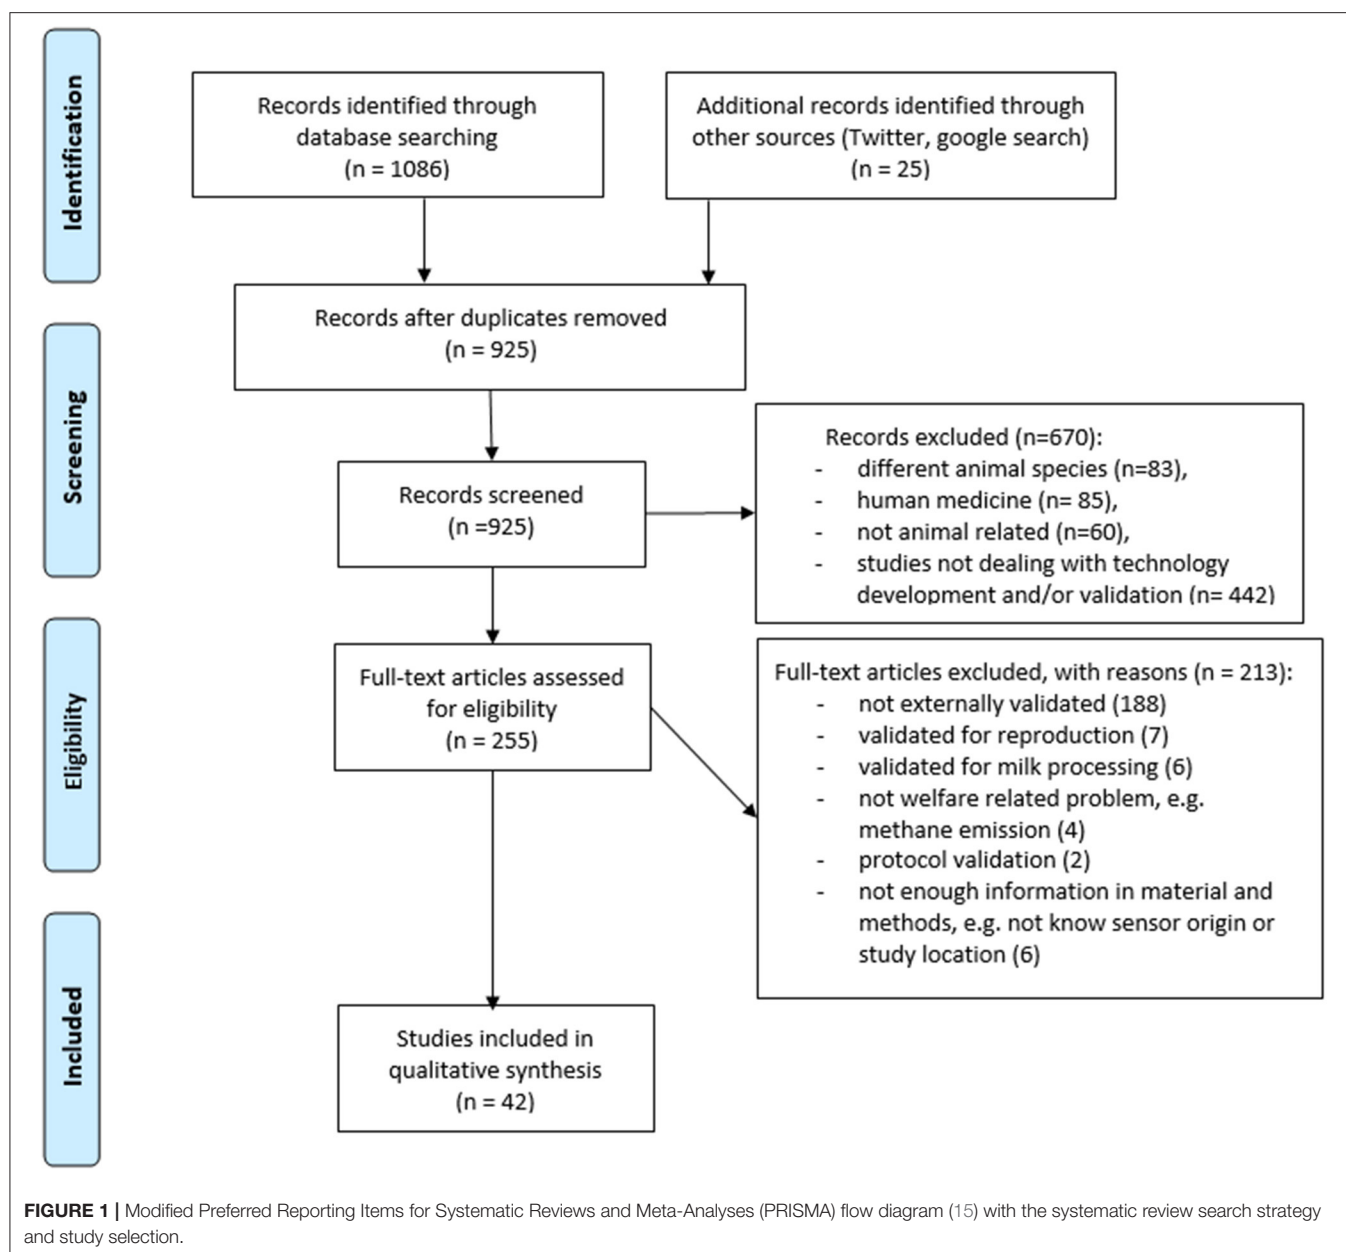 Identification
Records identified through
database searching
(n = 1086)
Additional records identified through
other sources (Twitter, google search)
(n = 25)
Records after duplicates removed
(n = 925)
Screening
Records screened
(n =925)
Records excluded (n=670):
- different animal species (n=83),
- human medicine (n= 85),
- not animal related (n=60),
- studies not dealing with technology
development and/or validation (n= 442)
Eligibility
Full-text articles assessed
for eligibility
(n = 255)
Full-text articles excluded, with reasons (n = 213):
- not externally validated (188)
- validated for reproduction (7)
- validated for milk processing (6)
- not welfare related problem, e.g.
methane emission (4)
- protocol validation (2)
- not enough information in material and
methods, e.g. not know sensor origin or
study location (6)
Included
Studies included in
qualitative synthesis
(n = 42)
FIGURE 1 | Modified Preferred Reporting Items for Systematic Reviews and Meta-Analyses (PRISMA) flow diagram (15) with the systematic review search strategy
and study selection.